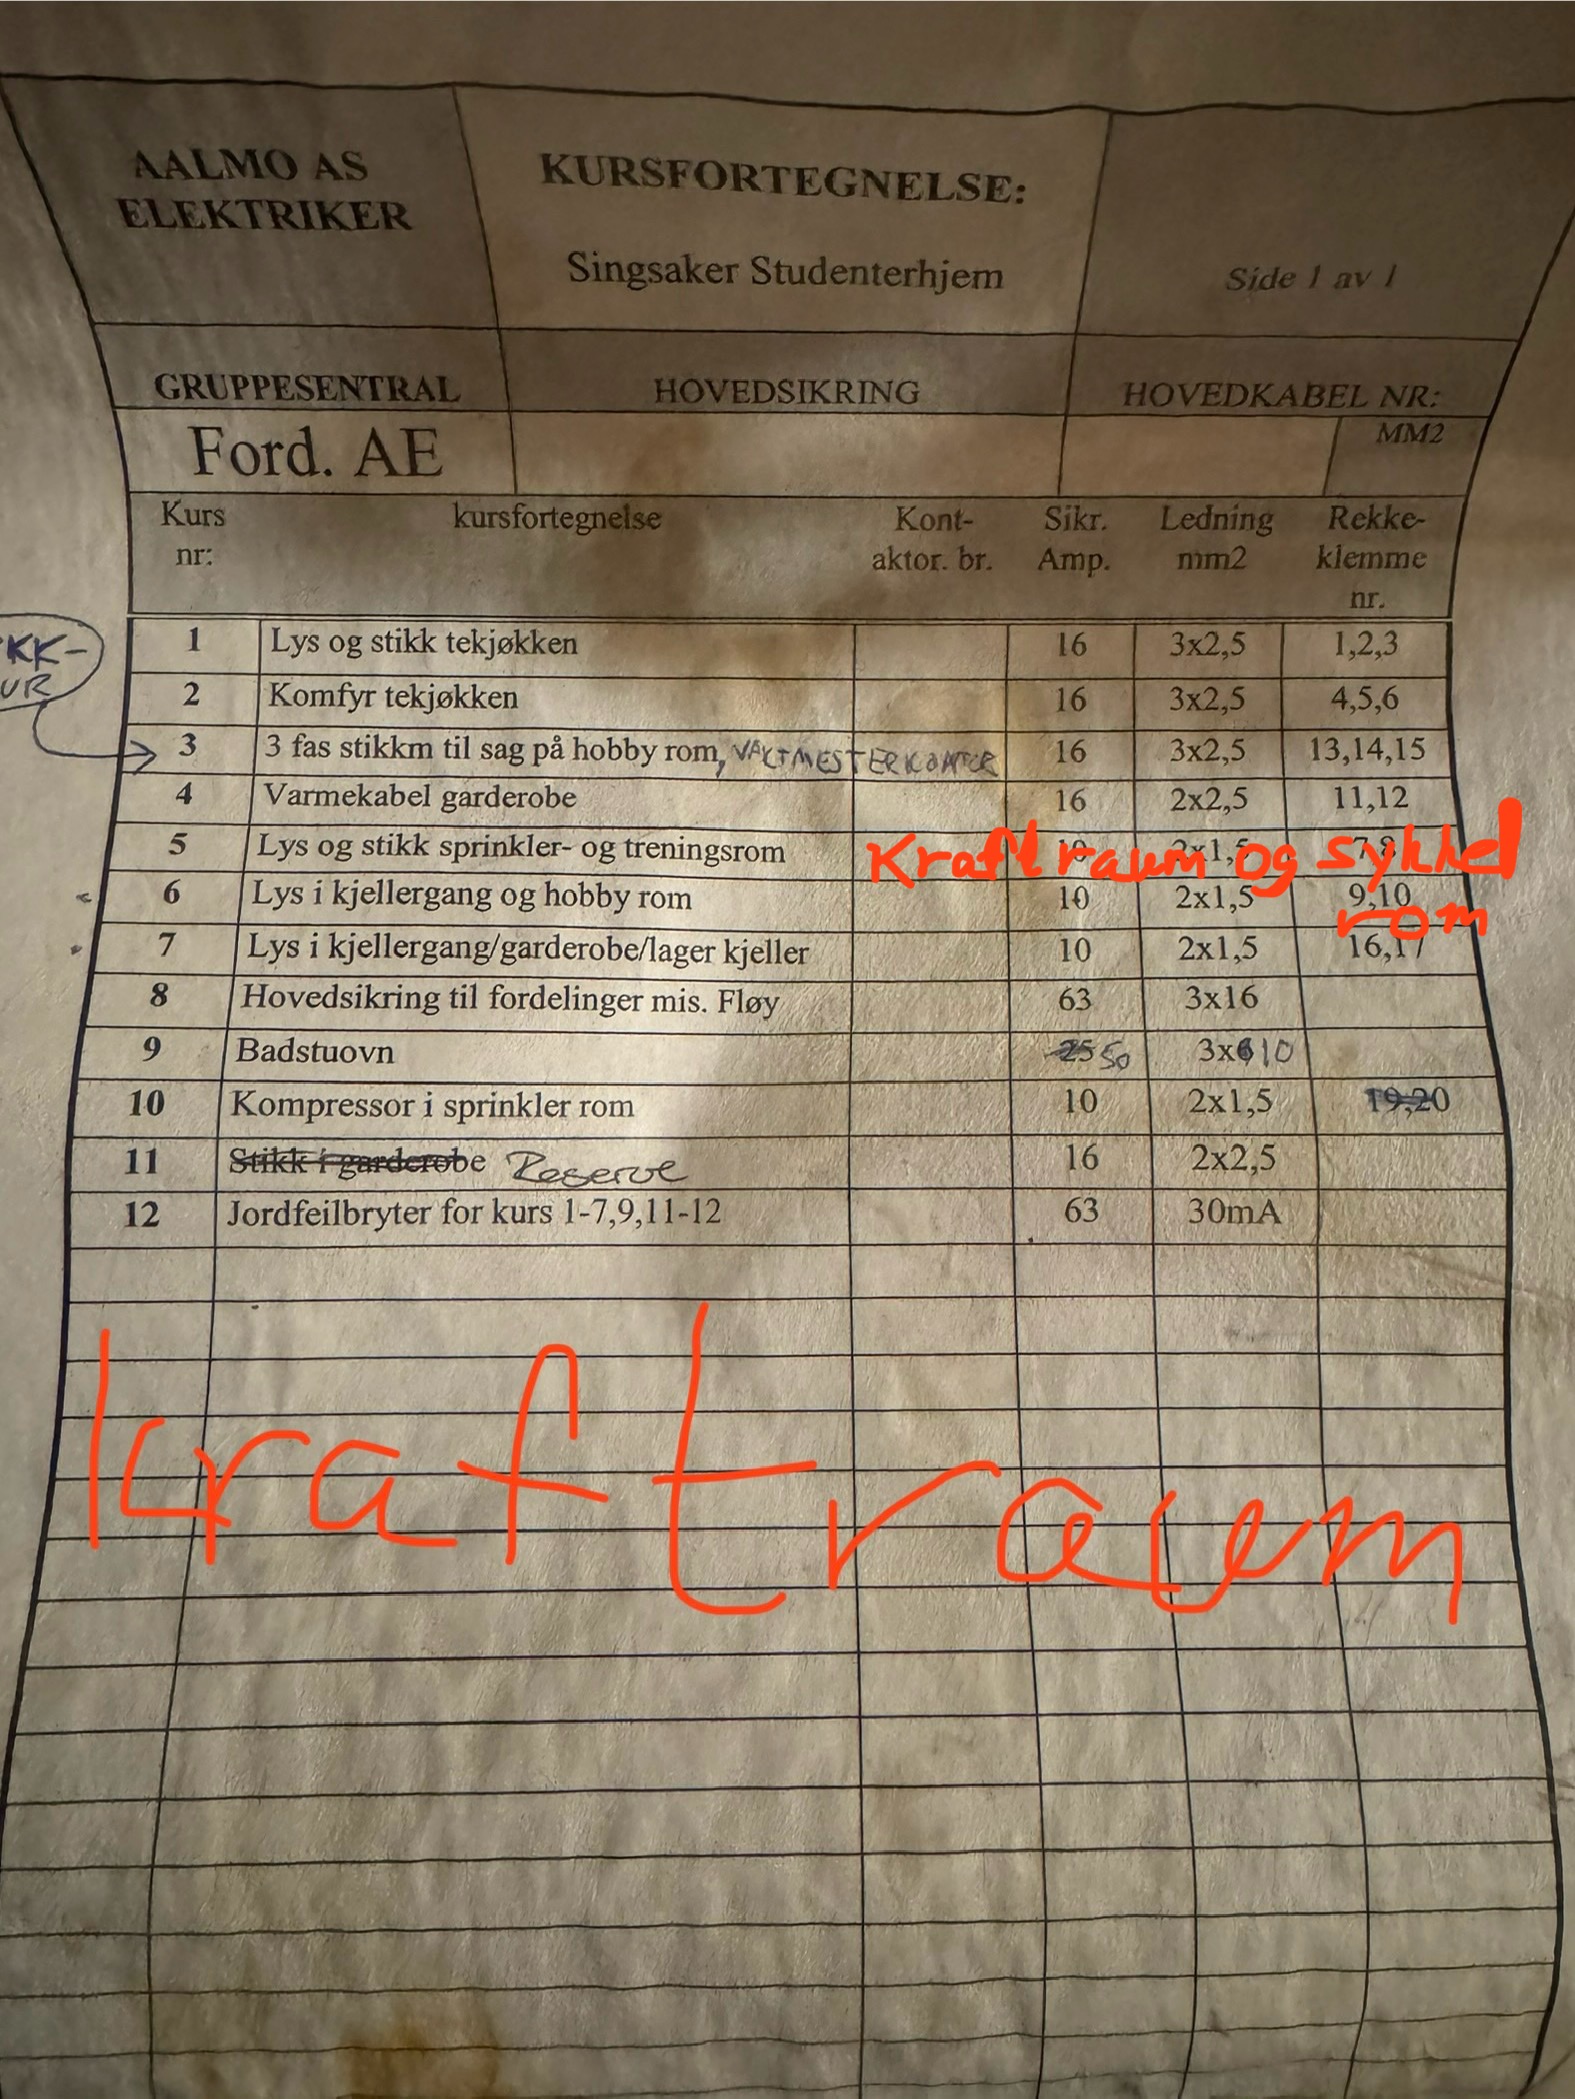 AALMO AS
ELEKTRIKER
KURSFORTEGNELSE:
Singsaker Studenterhjem
Side 1 av 1
GRUPPESENTRAL HOVEDSIKRING HOVEDKABEL NR:
Ford. AE MM2
Kurs nr: kursfortegnelse Kont-aktor. br. Sikr. Amp. Ledning mm2 Rekke-klemme nr.
1 Lys og stikk tekjøkken 16 3x2,5 1,2,3
2 Komfyr tekjøkken 16 3x2,5 4,5,6
3 3 fas stikkm til sag på hobby rom, VAKTMESTERKONTOR 16 3x2,5 13,14,15
4 Varmekabel garderobe 16 2x2,5 11,12
5 Lys og stikk sprinkler- og treningsrom 10 2x1,5 7,8
Kraftraum og sykkel
rom
6 Lys i kjellergang og hobby rom 10 2x1,5 9,10
7 Lys i kjellergang/garderobe/lager kjeller 10 2x1,5 16,17
8 Hovedsikring til fordelinger mis. Fløy 63 3x16
9 Badstuovn 25 50 3x6 10
10 Kompressor i sprinkler rom 10 2x1,5 19,20
11 Stikk i garderobe Reserve 16 2x2,5
12 Jordfeilbryter for kurs 1-7,9,11-12 63 30mA
kraftraum